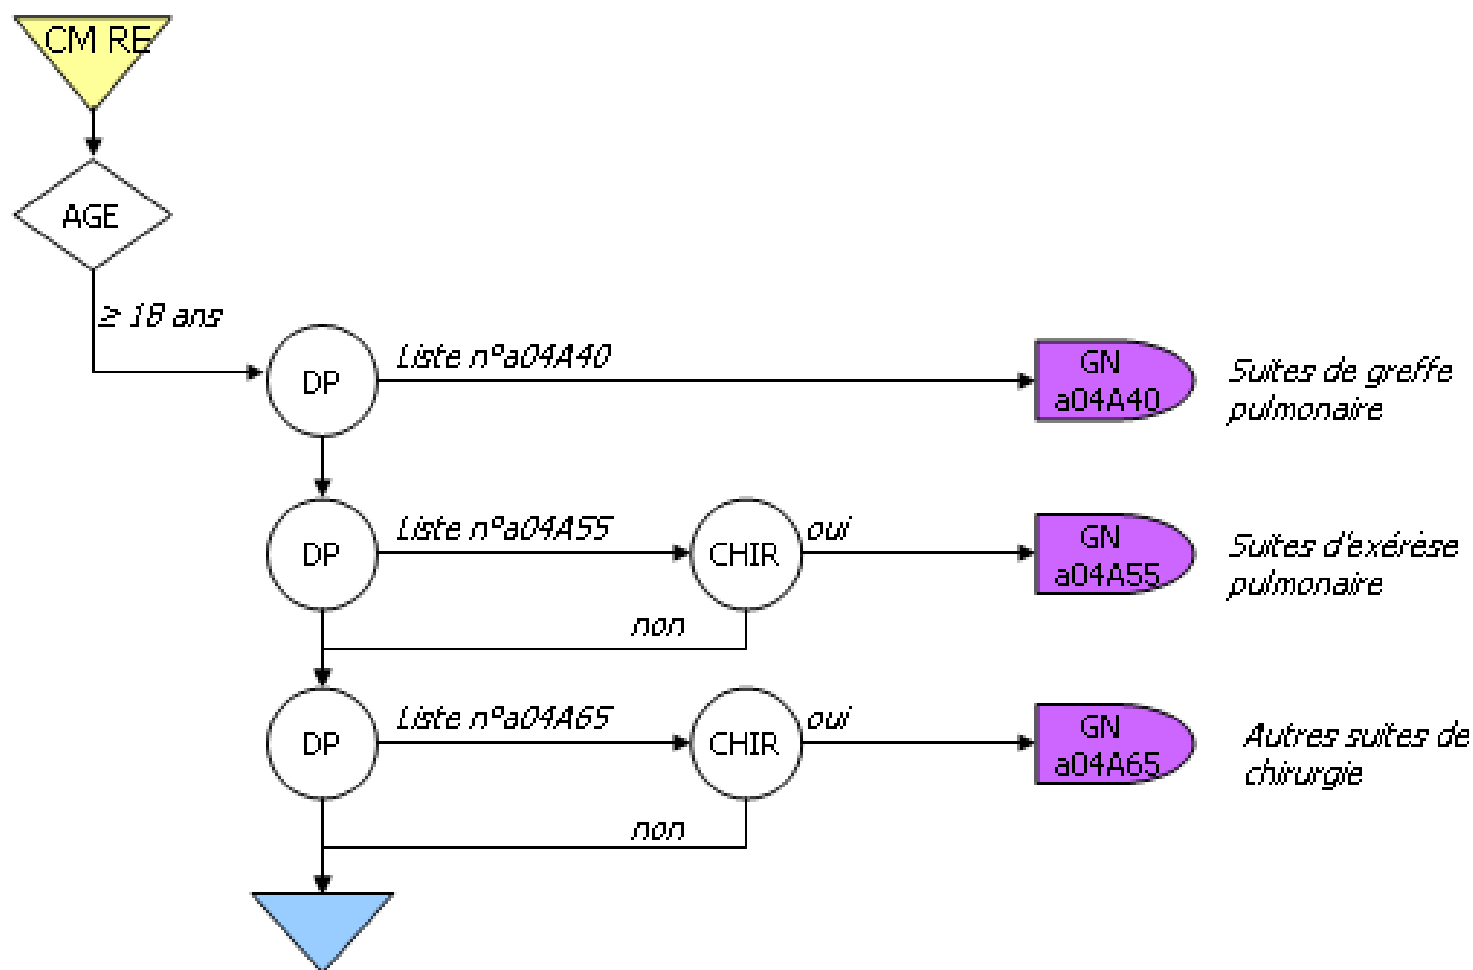 CM RE
AGE
≥ 18 ans
DP
Liste n°a04A40
GN
a04A40
Suites de greffe
pulmonaire
DP
Liste n°a04A55
CHIR
oui
GN
a04A55
Suites d'exérèse
pulmonaire
non
DP
Liste n°a04A65
CHIR
oui
GN
a04A65
Autres suites de
chirurgie
non